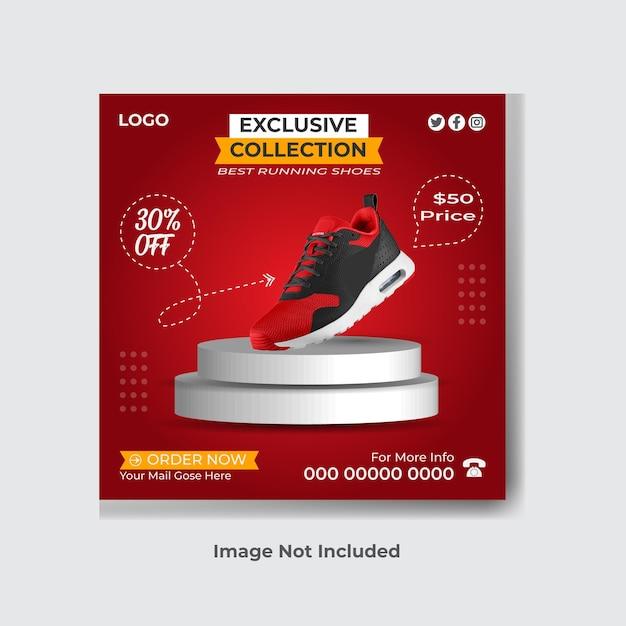 LOGO
EXCLUSIVE
COLLECTION
BEST RUNNING SHOES
30%
OFF
$50
Price
ORDER NOW
Your Mail Gose Here
For More Info
000 00000 0000
Image Not Included